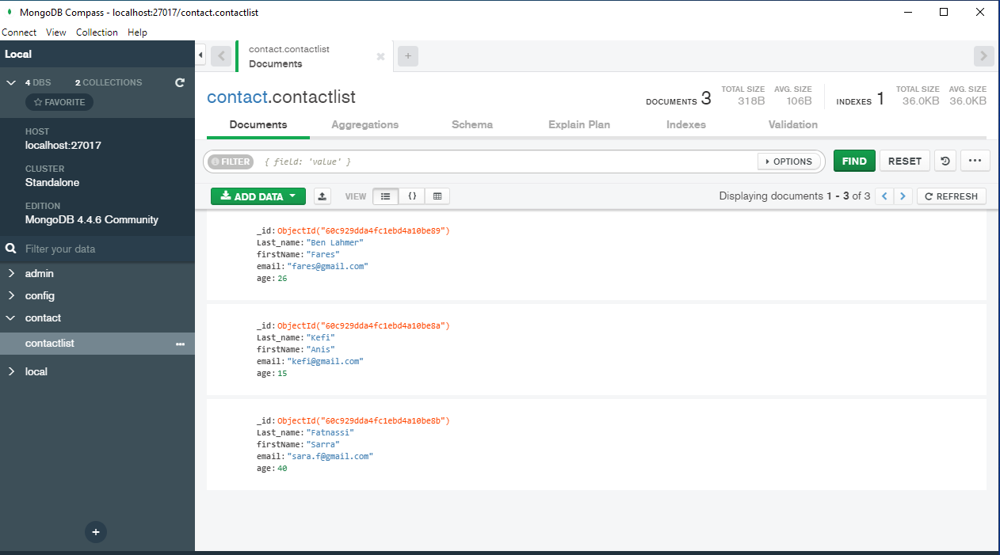 MongoDB Compass - localhost:27017/contact.contactlist
Connect View Collection Help
Local
4 DBS 2 COLLECTIONS
FAVORITE
HOST
localhost:27017
CLUSTER
Standalone
EDITION
MongoDB 4.4.6 Community
Filter your data
admin
config
contact
contactlist
local
contact.contactlist
Documents
contact.contactlist
DOCUMENTS 3
TOTAL SIZE
318B
AVG. SIZE
106B
INDEXES 1
TOTAL SIZE
36.0KB
AVG. SIZE
36.0KB
Documents Aggregations Schema Explain Plan Indexes Validation
FILTER { field: 'value' } OPTIONS FIND RESET
ADD DATA VIEW {} Displaying documents 1 - 3 of 3 REFRESH
_id: ObjectId("60c929dda4fc1ebd4a10be89")
Last_name: "Ben Lahmer"
firstName: "Fares"
email: "fares@gmail.com"
age: 26
_id: ObjectId("60c929dda4fc1ebd4a10be8a")
Last_name: "Kefi"
firstName: "Anis"
email: "kefi@gmail.com"
age: 15
_id: ObjectId("60c929dda4fc1ebd4a10be8b")
Last_name: "Fatnassi"
firstName: "Sarra"
email: "sara.f@gmail.com"
age: 40